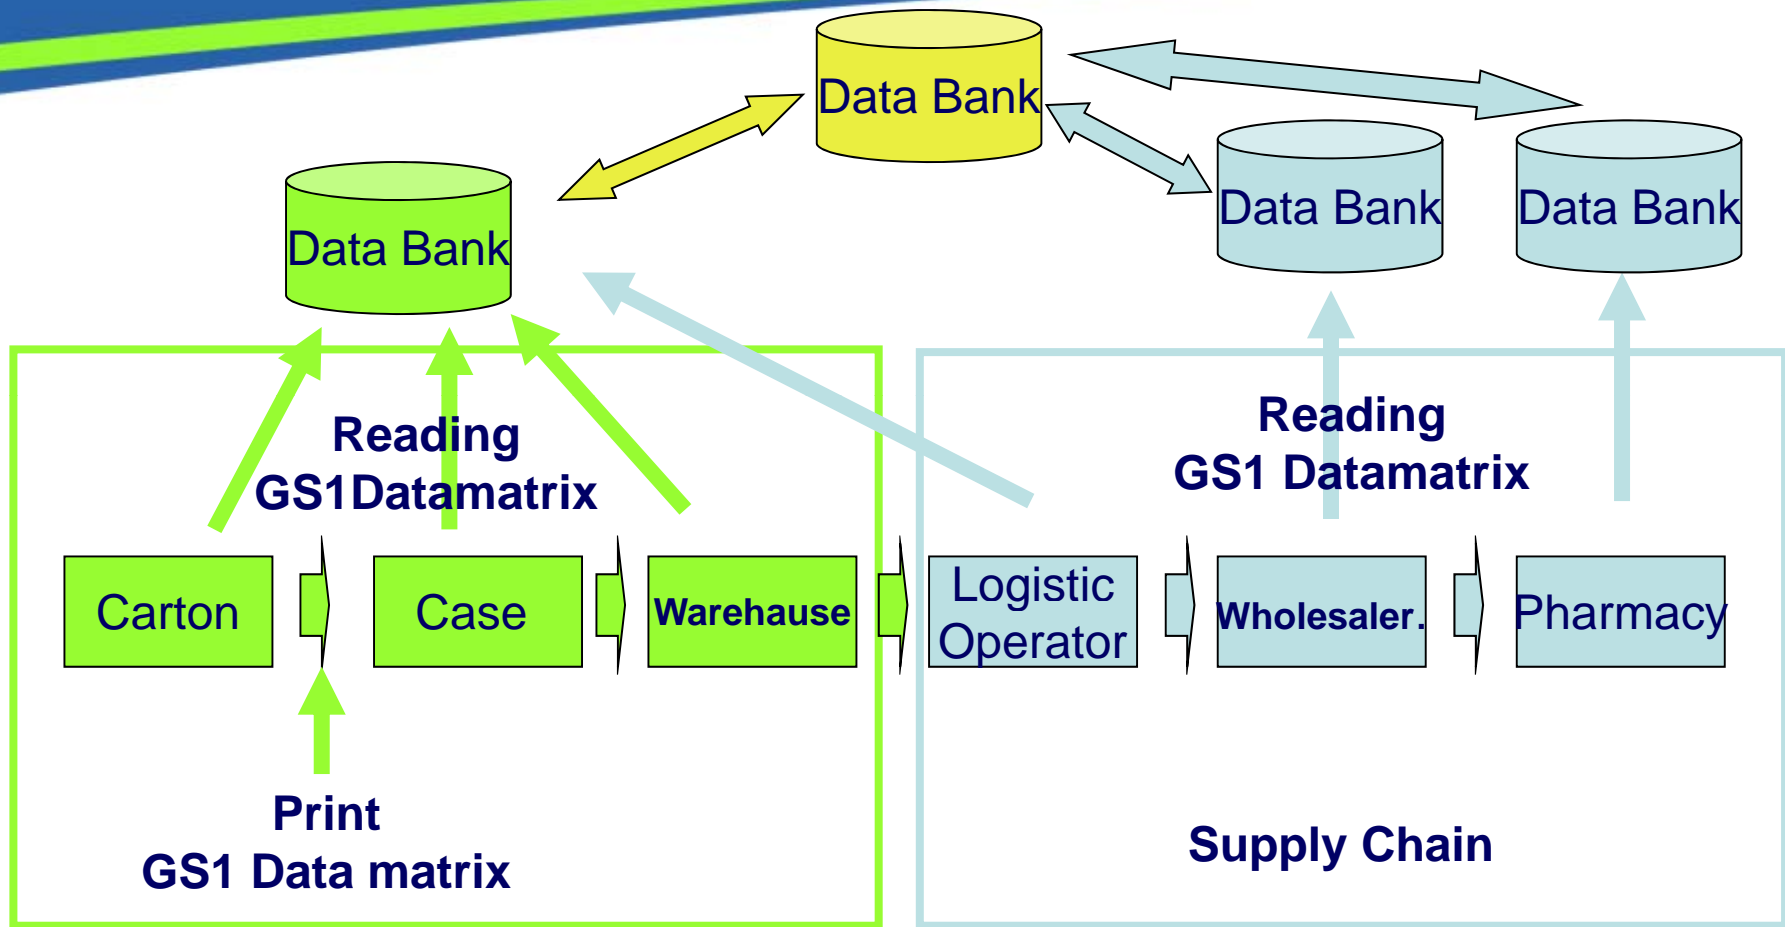 Data Bank
Data Bank
Data Bank
Data Bank
Reading
GS1Datamatrix
Reading
GS1 Datamatrix
Carton
Case
Warehause
Logistic
Operator
Wholesaler.
Pharmacy
Print
GS1 Data matrix
Supply Chain